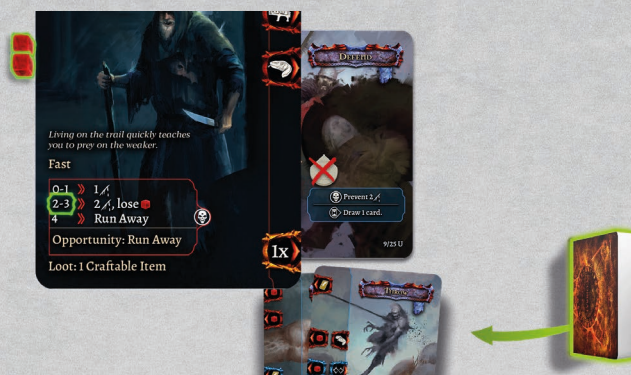 Living on the trail quickly teaches
you to prey on the weaker.
Fast
0-1 » 1
2-3 » 2, lose
4 » Run Away
Opportunity: Run Away
Loot: 1 Craftable Item
1x
Defend
Prevent 2
Draw 1 card.
9/25 U